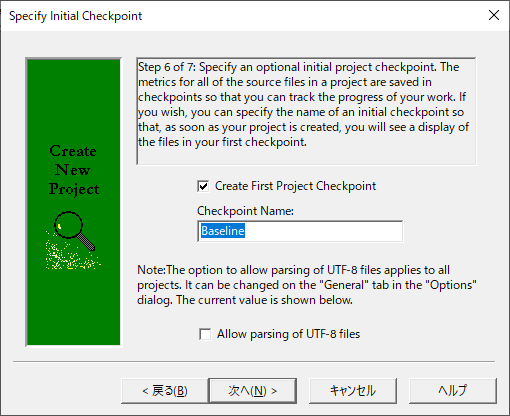 Specify Initial Checkpoint
Step 6 of 7: Specify an optional initial project checkpoint. The
metrics for all of the source files in a project are saved in
checkpoints so that you can track the progress of your work. If
you wish, you can specify the name of an initial checkpoint so
that, as soon as your project is created, you will see a display of
the files in your first checkpoint.
Create
New
Project
Create First Project Checkpoint
Checkpoint Name:
Baseline
Note:The option to allow parsing of UTF-8 files applies to all
projects. It can be changed on the "General" tab in the "Options"
dialog. The current value is shown below.
Allow parsing of UTF-8 files
< 戻る(B)
次へ(N) >
キャンセル
ヘルプ